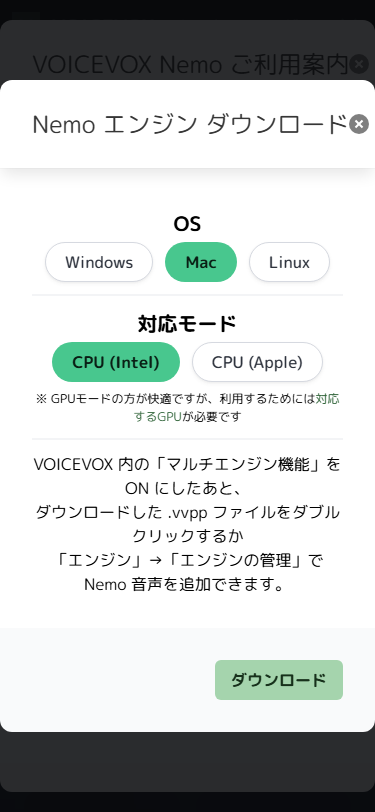 VOICEVOX Nemo ご利用案内
Nemo エンジン ダウンロード
OS
Windows
Mac
Linux
対応モード
CPU (Intel)
CPU (Apple)
※ GPUモードの方が快適ですが、利用するためには対応
するGPUが必要です
VOICEVOX 内の「マルチエンジン機能」を
ON にしたあと、
ダウンロードした .vvpp ファイルをダブル
クリックするか
「エンジン」→「エンジンの管理」で
Nemo 音声を追加できます。
ダウンロード